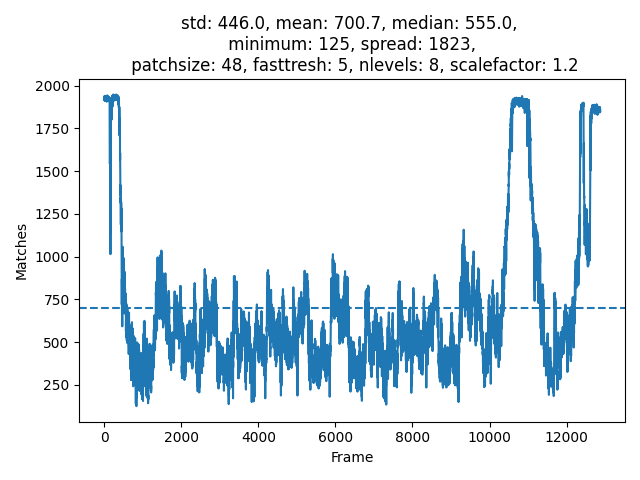 std: 446.0, mean: 700.7, median: 555.0,
minimum: 125, spread: 1823,
patchsize: 48, fasttresh: 5, nlevels: 8, scalefactor: 1.2
2000
1750
1500
1250
1000
750
500
250
Matches
0 2000 4000 6000 8000 10000 12000
Frame